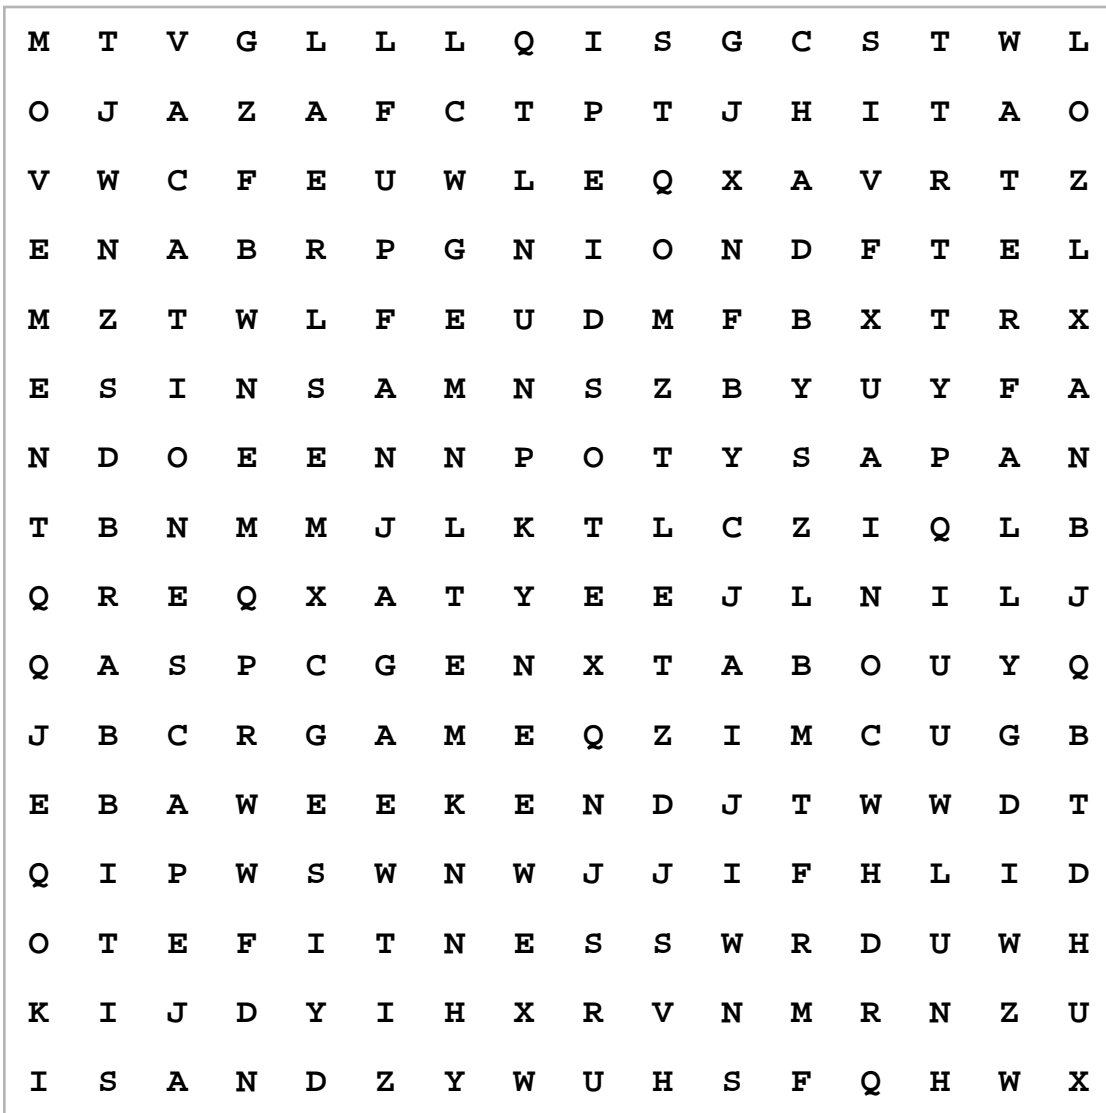 M T V G L L L Q I S G C S T W L
O J A Z A F C T P T J H I T A O
V W C F E U W L E Q X A V R T Z
E N A B R P G N I O N D F T E L
M Z T W L F E U D M F B X T R X
E S I N S A M N S Z B Y U Y F A
N D O E E N N P O T Y S A P A N
T B N M M J L K T L C Z I Q L B
Q R E Q X A T Y E E J L N I L J
Q A S P C G E N X T A B O U Y Q
J B C R G A M E Q Z I M C U G B
E B A W E E K E N D J T W W D T
Q I P W S W N W J J I F H L I D
O T E F I T N E S S W R D U W H
K I J D Y I H X R V N M R N Z U
I S A N D Z Y W U H S F Q H W X